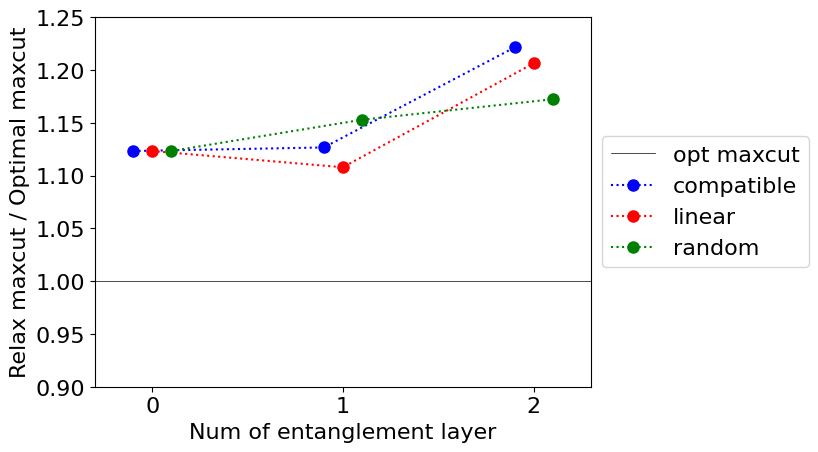 Relax maxcut / Optimal maxcut
1.25
1.20
1.15
1.10
1.05
1.00
0.95
0.90
0
1
2
Num of entanglement layer
opt maxcut
compatible
linear
random